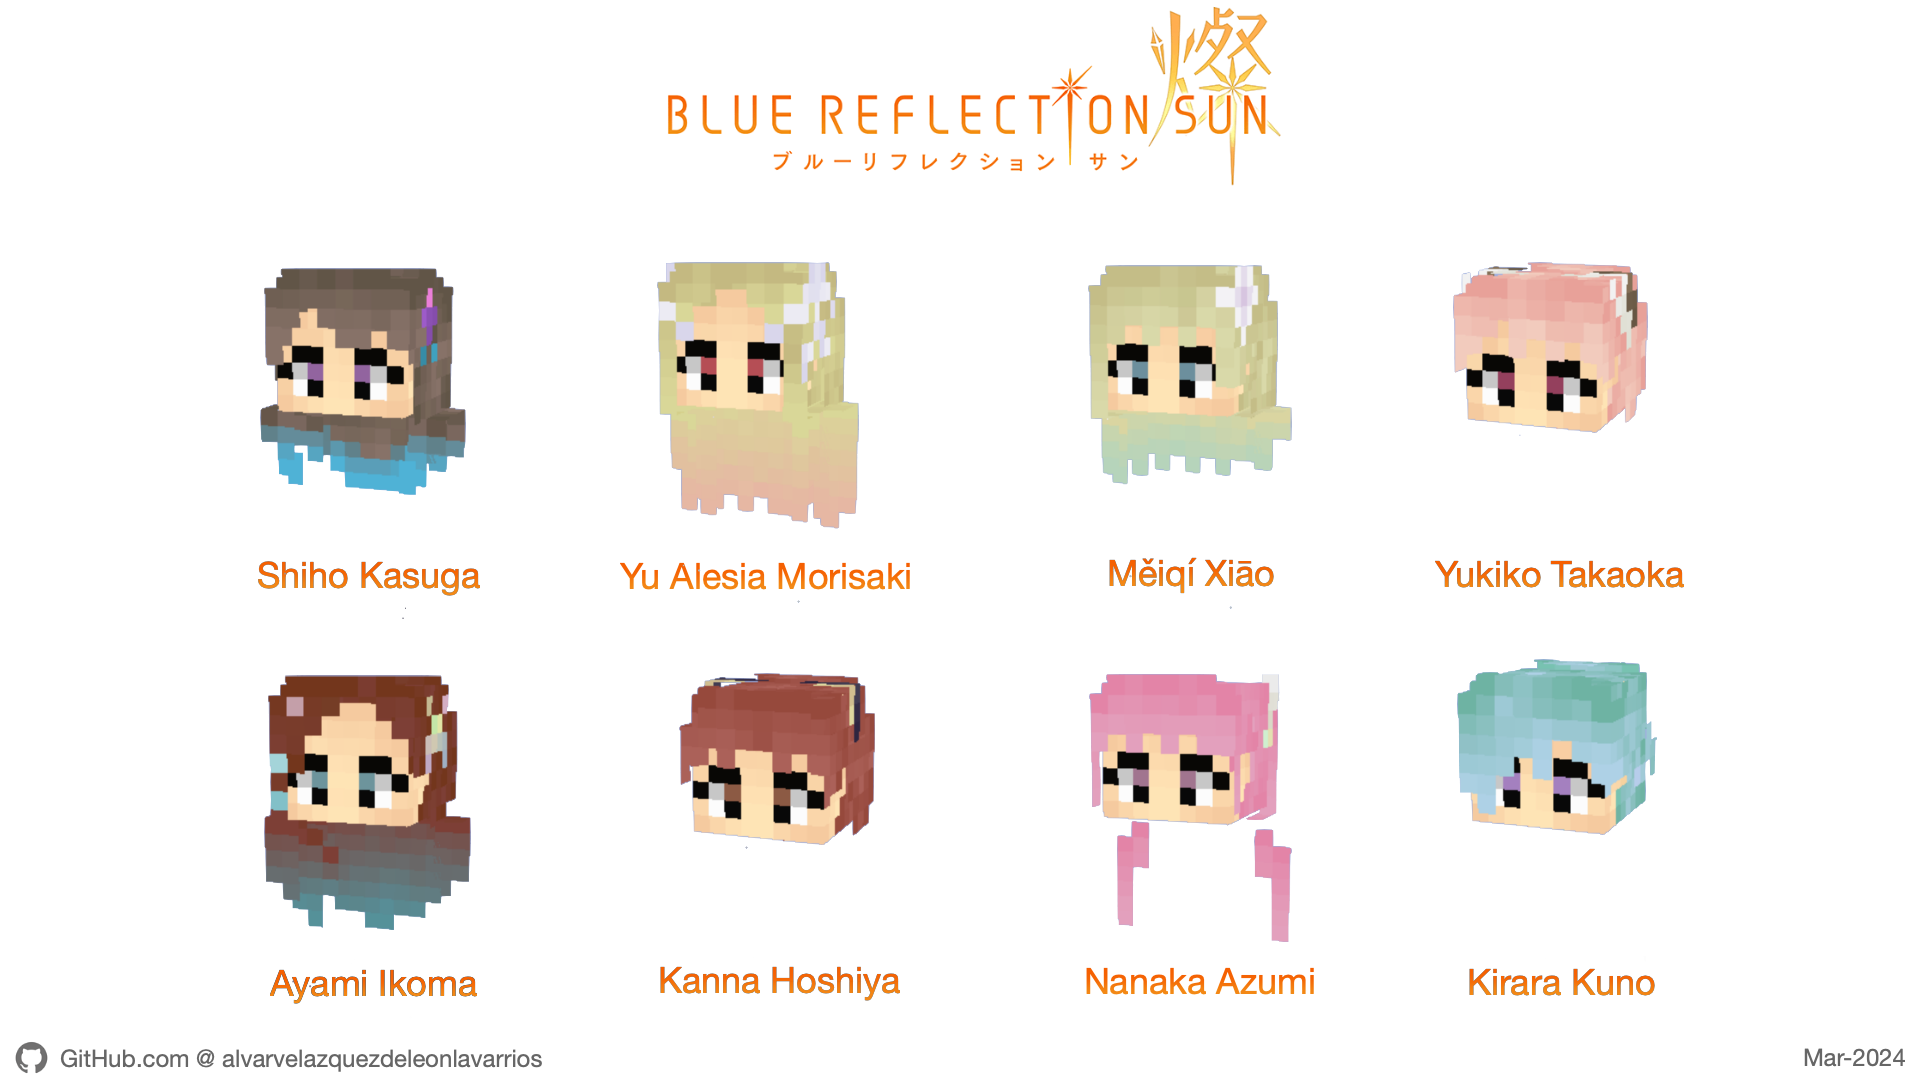 燦
BLUE REFLECTION SUN
ブルーリフレクション サン
Shiho Kasuga
Yu Alesia Morisaki
Mĕiqí Xiāo
Yukiko Takaoka
Ayami Ikoma
Kanna Hoshiya
Nanaka Azumi
Kirara Kuno
GitHub.com @ alvarvelazquezdeleonlavarrios
Mar-2024